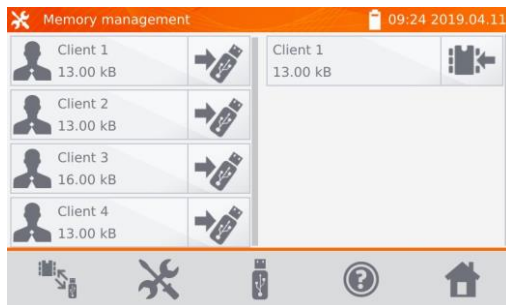 Memory management
09:24 2019.04.11
Client 1
13.00 kB
Client 2
13.00 kB
Client 3
16.00 kB
Client 4
13.00 kB
Client 1
13.00 kB
?